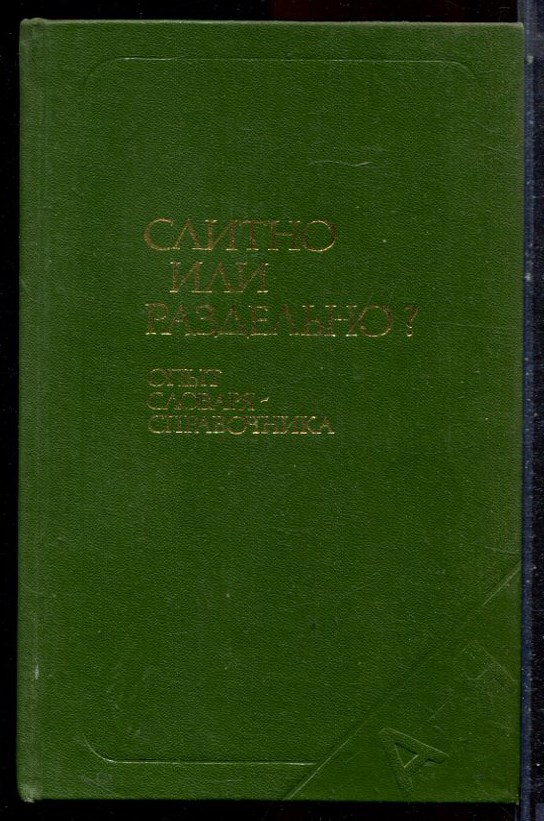 СЛИТНО
ИЛИ
РАЗДЕЛЬНО?
ОПЫТ
СЛОВАРЯ-
СПРАВОЧНИКА
А-Я